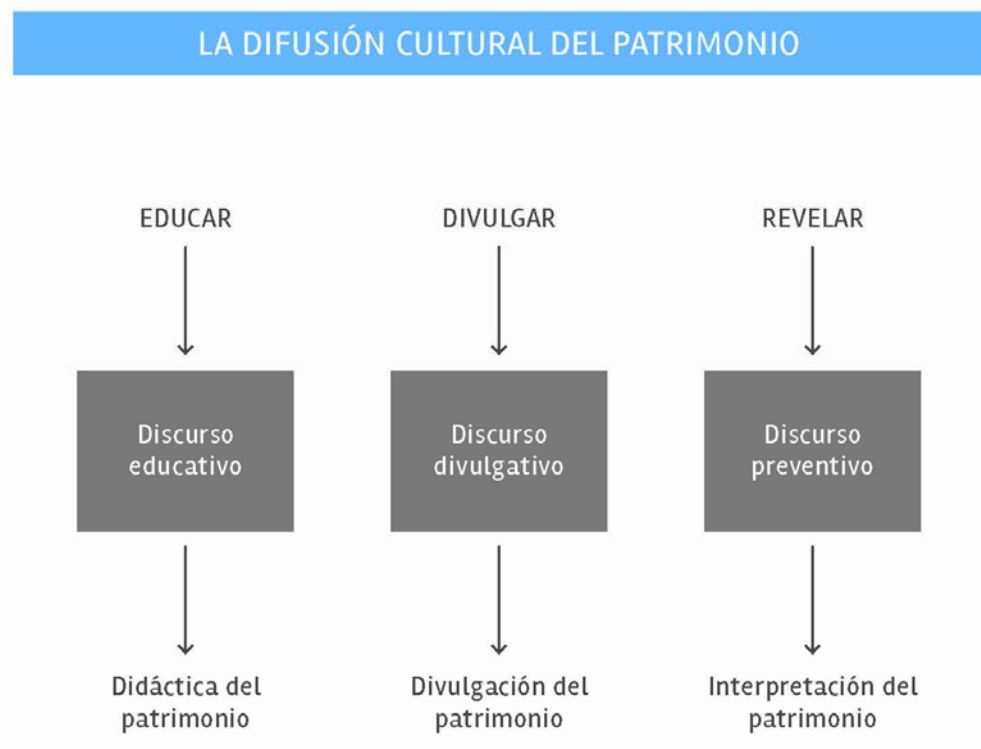 LA DIFUSIÓN CULTURAL DEL PATRIMONIO
EDUCAR
DIVULGAR
REVELAR
Discurso
educativo
Discurso
divulgativo
Discurso
preventivo
Didáctica del
patrimonio
Divulgación del
patrimonio
Interpretación del
patrimonio